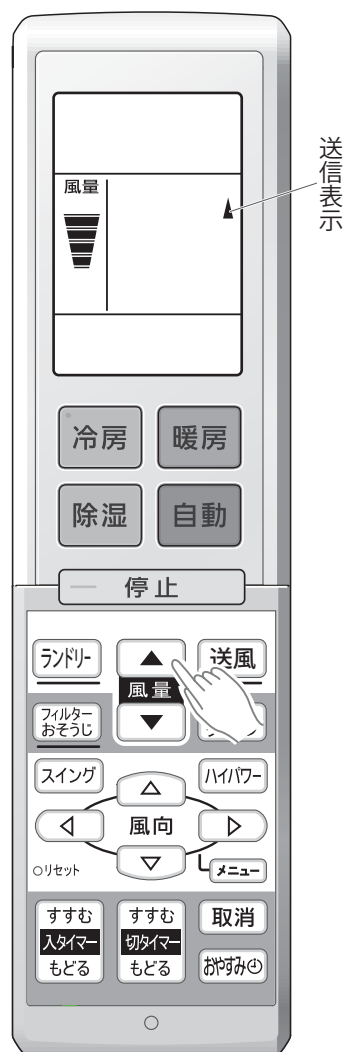 風量
送信表示
冷房
暖房
除湿
自動
停止
ランドリー
風量
送風
フィルター
おそうじ
スイング
ハイパワー
風向
○リセット
メニュー
すすむ
入タイマー
もどる
すすむ
切タイマー
もどる
取消
おやすみ